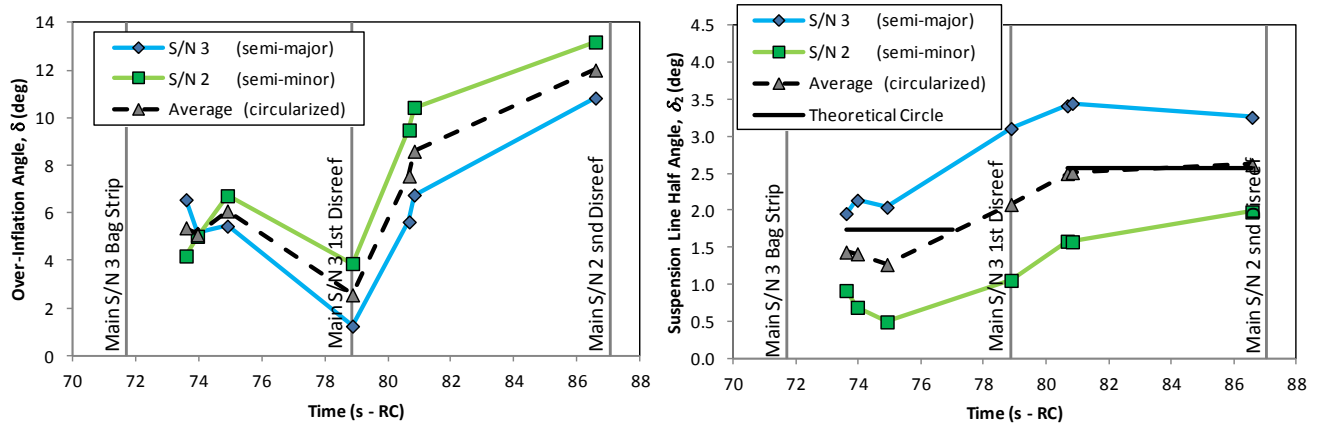 14
12
10
8
6
4
2
0
Over-Inflation Angle, δ (deg)
S/N 3 (semi-major)
S/N 2 (semi-minor)
Average (circularized)
Main S/N 3 Bag Strip
Main S/N 3 1st Disreef
Main S/N 2 snd Disreef
70 72 74 76 78 80 82 84 86 88
Time (s - RC)
4.5
4.0
3.5
3.0
2.5
2.0
1.5
1.0
0.5
0.0
Suspension Line Half Angle, δ₂ (deg)
S/N 3 (semi-major)
S/N 2 (semi-minor)
Average (circularized)
Theoretical Circle
Main S/N 3 Bag Strip
Main S/N 3 1st Disreef
Main S/N 2 snd Disreef
70 72 74 76 78 80 82 84 86 88
Time (s - RC)